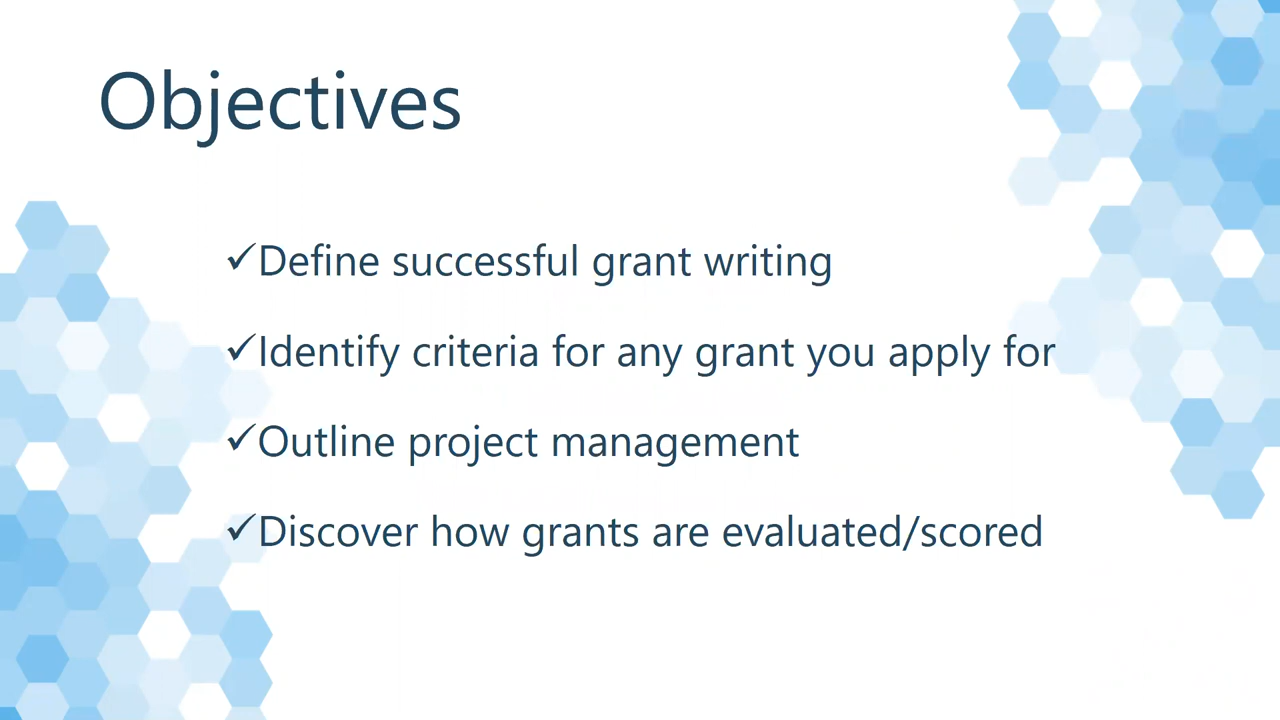 Objectives
✓Define successful grant writing
✓Identify criteria for any grant you apply for
✓Outline project management
✓Discover how grants are evaluated/scored